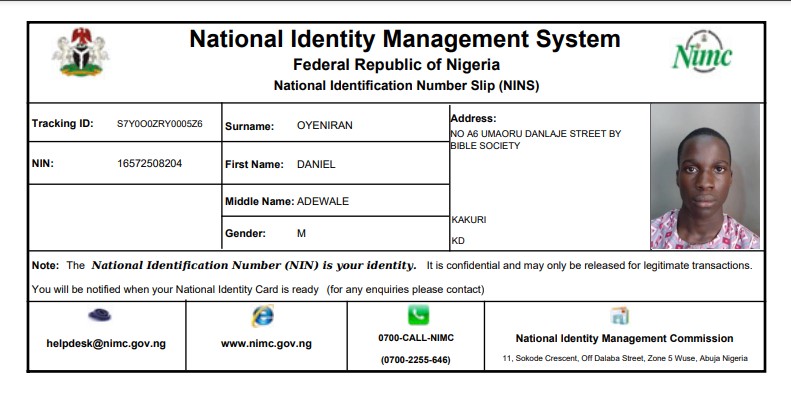 National Identity Management System
Federal Republic of Nigeria
National Identification Number Slip (NINS)
Nimc
Tracking ID: S7Y0O0ZRY0005Z6
Surname: OYENIRAN
Address:
NO A6 UMAORU DANLAJE STREET BY
BIBLE SOCIETY
NIN: 16572508204
First Name: DANIEL
Middle Name: ADEWALE
KAKURI
Gender: M
KD
Note: The National Identification Number (NIN) is your identity. It is confidential and may only be released for legitimate transactions.
You will be notified when your National Identity Card is ready (for any enquiries please contact)
helpdesk@nimc.gov.ng
www.nimc.gov.ng
0700-CALL-NIMC
(0700-2255-646)
National Identity Management Commission
11, Sokode Crescent, Off Dalaba Street, Zone 5 Wuse, Abuja Nigeria